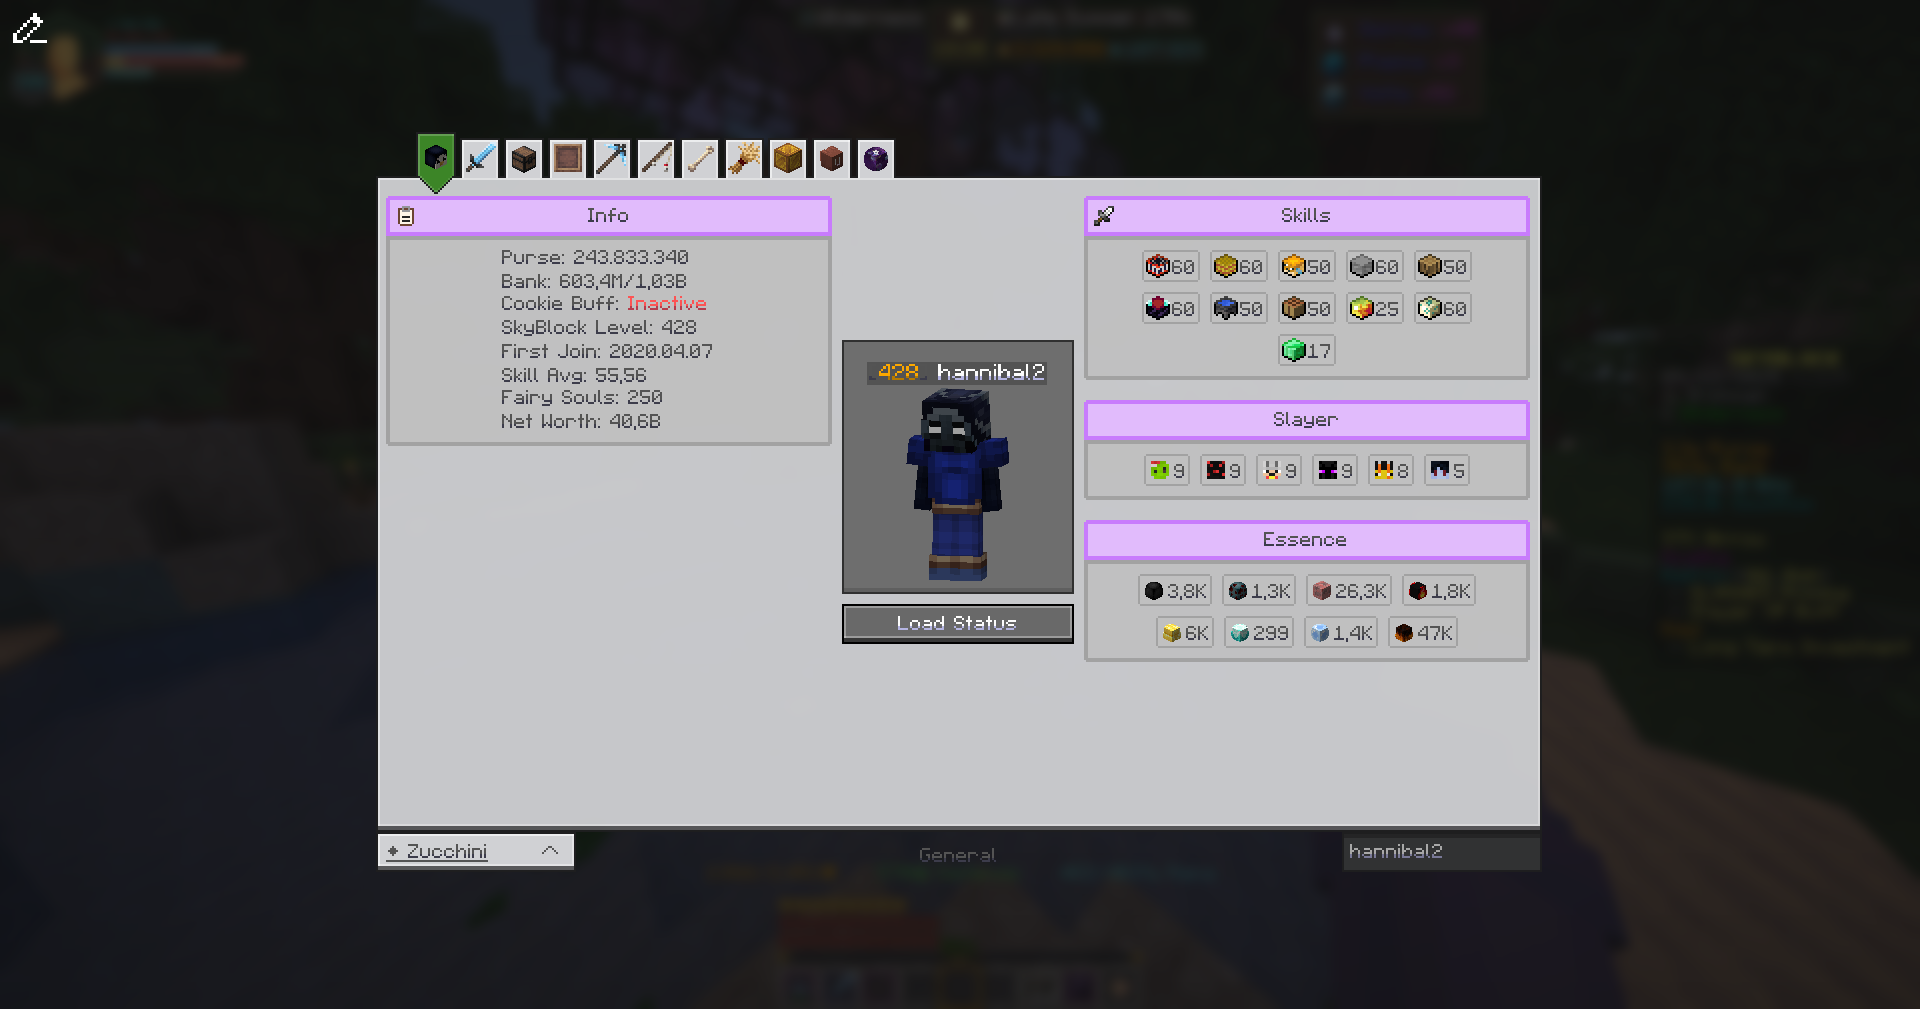 Info
Purse: 243.833.340
Bank: 603,4M/1,03B
Cookie Buff: Inactive
SkyBlock Level: 428
First Join: 2020.04.07
Skill Avg: 55,56
Fairy Souls: 250
Net Worth: 40,6B
428 hannibal2
Load Status
Skills
60 60 50 60 50
60 50 50 25 60
17
Slayer
9 9 9 9 8 5
Essence
3,8K 1,3K 26,3K 1,8K
6K 299 1,4K 47K
Zucchini
General
hannibal2